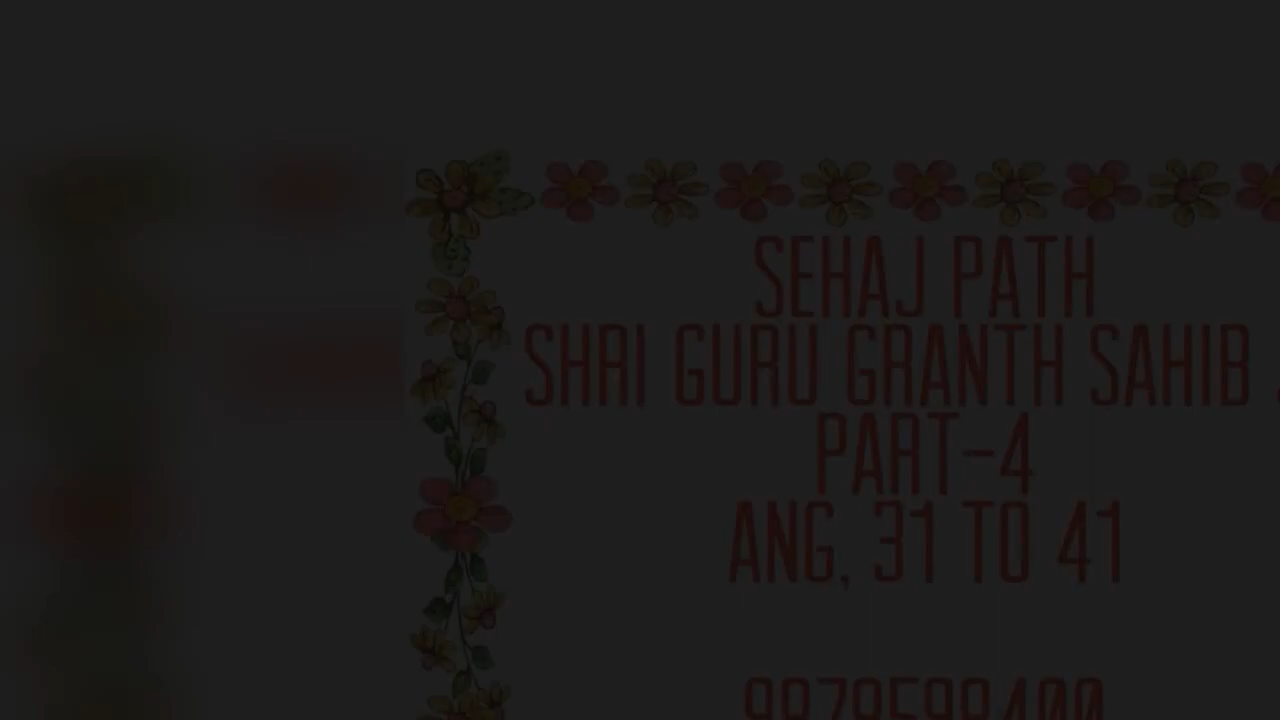 SEHAJ PATH
SHRI GURU GRANTH SAHIB
PART-4
ANG, 31 TO 41